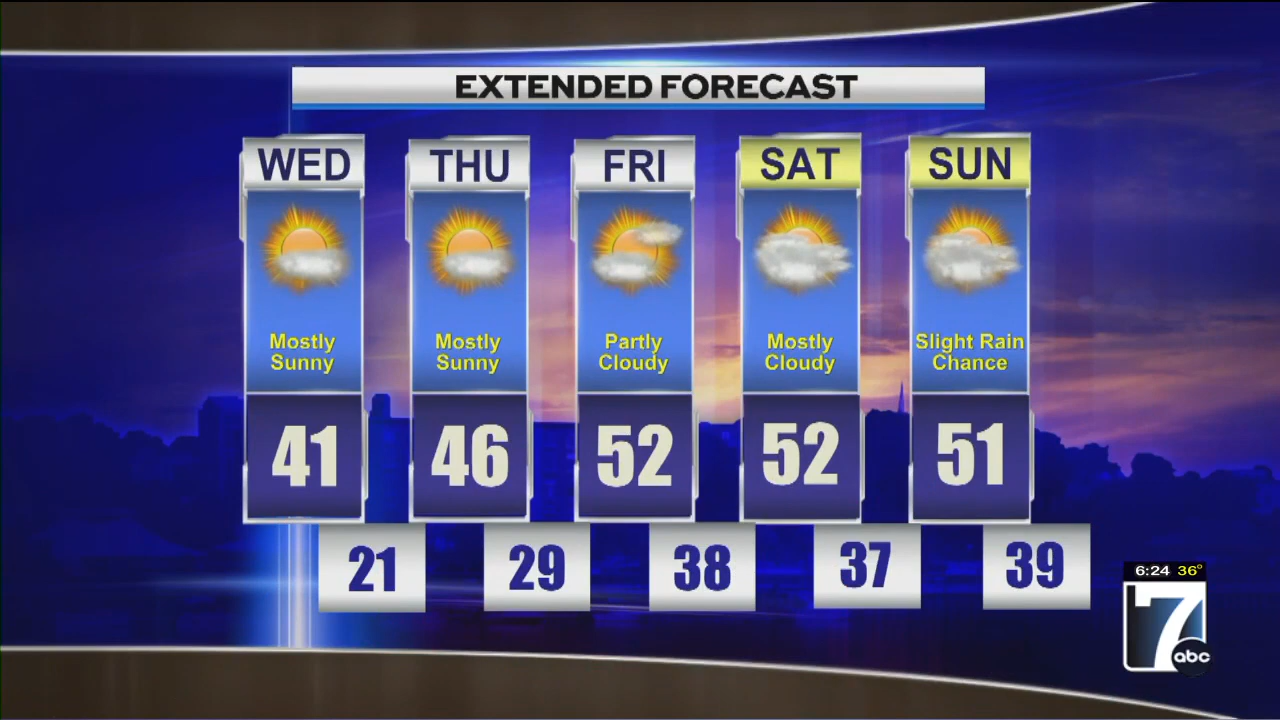 EXTENDED FORECAST
WED THU FRI SAT SUN
Mostly Sunny
Mostly Sunny
Partly Cloudy
Mostly Cloudy
Slight Rain Chance
41 46 52 52 51
21 29 38 37 39
6:24 36°
7
abc